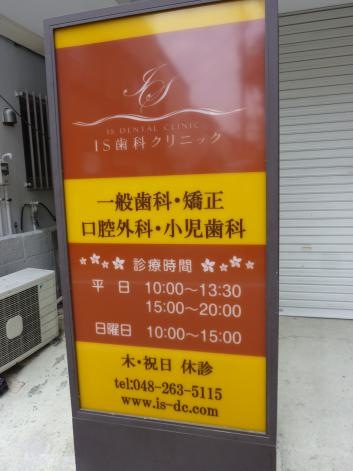 IS
IS DENTAL CLINIC
IS歯科クリニック
一般歯科・矯正
口腔外科・小児歯科
診療時間
平 日 10:00〜13:30
15:00〜20:00
日曜日 10:00〜15:00
木・祝日 休診
tel:048-263-5115
www.is-dc.com